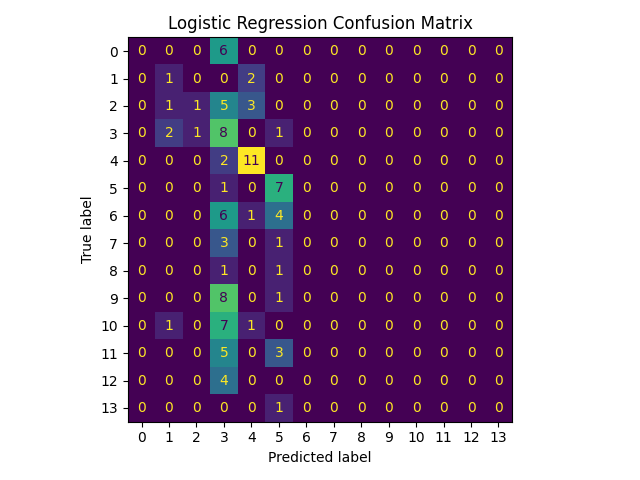 Logistic Regression Confusion Matrix
True label
0 0 0 0 6 0 0 0 0 0 0 0 0 0 0
1 0 1 0 0 2 0 0 0 0 0 0 0 0 0
2 0 1 1 5 3 0 0 0 0 0 0 0 0 0
3 0 2 1 8 0 1 0 0 0 0 0 0 0 0
4 0 0 0 2 11 0 0 0 0 0 0 0 0 0
5 0 0 0 1 0 7 0 0 0 0 0 0 0 0
6 0 0 0 6 1 4 0 0 0 0 0 0 0 0
7 0 0 0 3 0 1 0 0 0 0 0 0 0 0
8 0 0 0 1 0 1 0 0 0 0 0 0 0 0
9 0 0 0 8 0 1 0 0 0 0 0 0 0 0
10 0 1 0 7 1 0 0 0 0 0 0 0 0 0
11 0 0 0 5 0 3 0 0 0 0 0 0 0 0
12 0 0 0 4 0 0 0 0 0 0 0 0 0 0
13 0 0 0 0 0 1 0 0 0 0 0 0 0 0
0 1 2 3 4 5 6 7 8 9 10 11 12 13
Predicted label